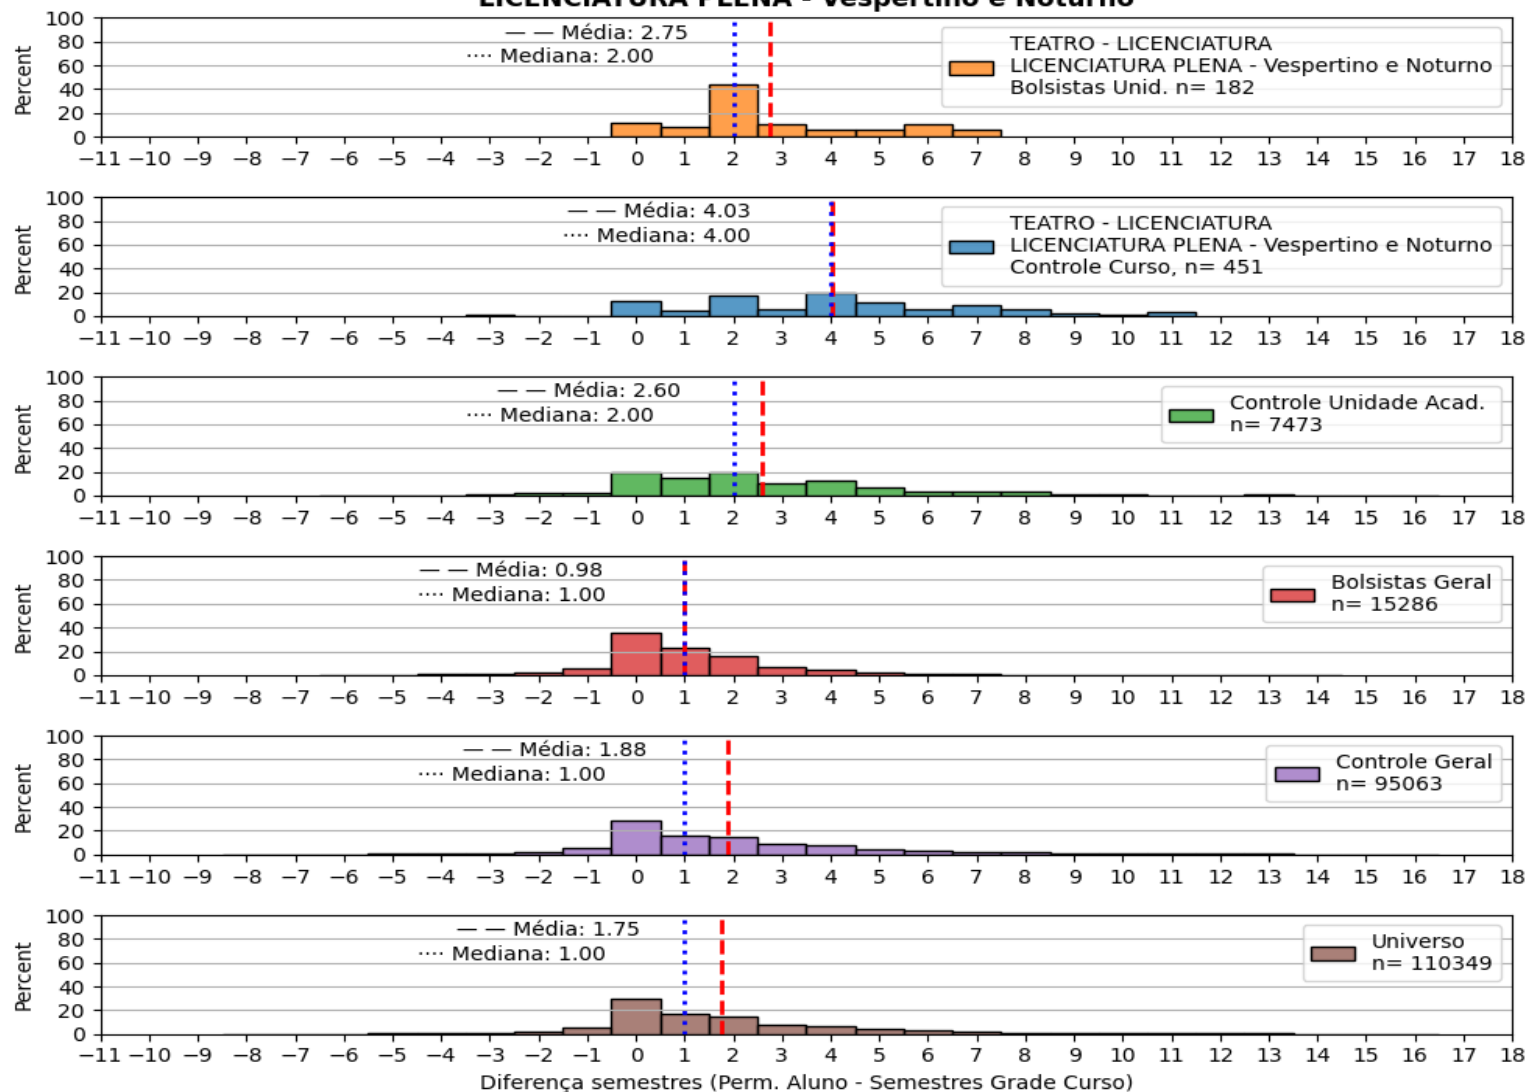 LICENCIATURA PLENA - Vespertino e Noturno
100
80
60
40
20
0
Percent
— — Média: 2.75
···· Mediana: 2.00
TEATRO - LICENCIATURA
LICENCIATURA PLENA - Vespertino e Noturno
Bolsistas Unid. n= 182
−11 −10 −9 −8 −7 −6 −5 −4 −3 −2 −1 0 1 2 3 4 5 6 7 8 9 10 11 12 13 14 15 16 17 18
100
80
60
40
20
0
Percent
— — Média: 4.03
···· Mediana: 4.00
TEATRO - LICENCIATURA
LICENCIATURA PLENA - Vespertino e Noturno
Controle Curso, n= 451
−11 −10 −9 −8 −7 −6 −5 −4 −3 −2 −1 0 1 2 3 4 5 6 7 8 9 10 11 12 13 14 15 16 17 18
100
80
60
40
20
0
Percent
— — Média: 2.60
···· Mediana: 2.00
Controle Unidade Acad.
n= 7473
−11 −10 −9 −8 −7 −6 −5 −4 −3 −2 −1 0 1 2 3 4 5 6 7 8 9 10 11 12 13 14 15 16 17 18
100
80
60
40
20
0
Percent
— — Média: 0.98
···· Mediana: 1.00
Bolsistas Geral
n= 15286
−11 −10 −9 −8 −7 −6 −5 −4 −3 −2 −1 0 1 2 3 4 5 6 7 8 9 10 11 12 13 14 15 16 17 18
100
80
60
40
20
0
Percent
— — Média: 1.88
···· Mediana: 1.00
Controle Geral
n= 95063
−11 −10 −9 −8 −7 −6 −5 −4 −3 −2 −1 0 1 2 3 4 5 6 7 8 9 10 11 12 13 14 15 16 17 18
100
80
60
40
20
0
Percent
— — Média: 1.75
···· Mediana: 1.00
Universo
n= 110349
−11 −10 −9 −8 −7 −6 −5 −4 −3 −2 −1 0 1 2 3 4 5 6 7 8 9 10 11 12 13 14 15 16 17 18
Diferença semestres (Perm. Aluno - Semestres Grade Curso)